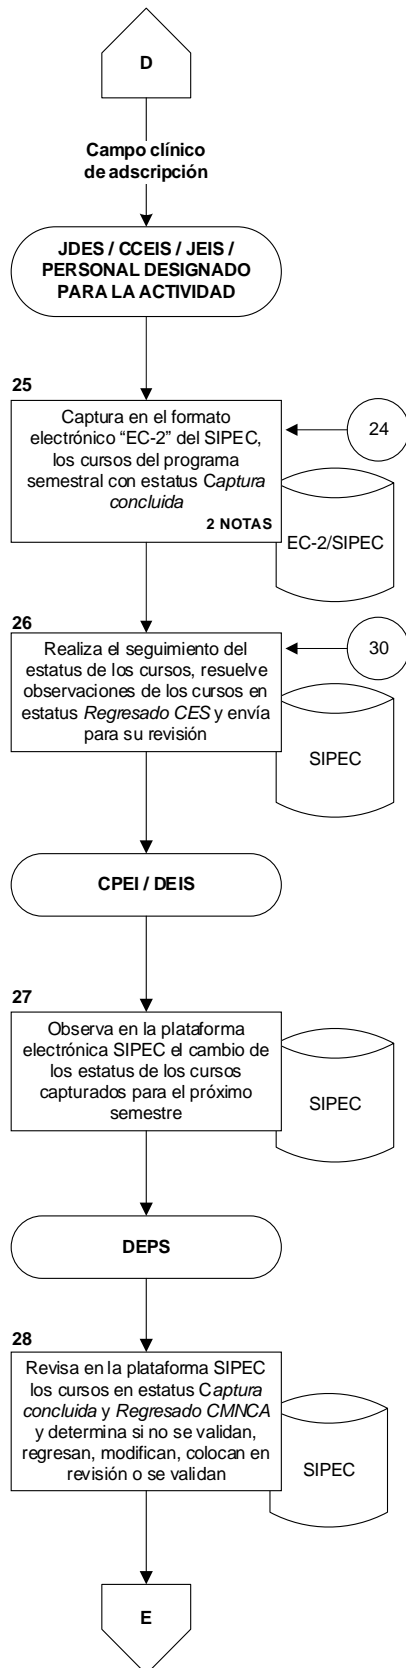 D
Campo clínico
de adscripción
JDES / CCEIS / JEIS /
PERSONAL DESIGNADO
PARA LA ACTIVIDAD
25
Captura en el formato
electrónico “EC-2” del SIPEC,
los cursos del programa
semestral con estatus Captura
concluida
2 NOTAS
24
EC-2/SIPEC
26
Realiza el seguimiento del
estatus de los cursos, resuelve
observaciones de los cursos en
estatus Regresado CES y envía
para su revisión
30
SIPEC
CPEI / DEIS
27
Observa en la plataforma
electrónica SIPEC el cambio de
los estatus de los cursos
capturados para el próximo
semestre
SIPEC
DEPS
28
Revisa en la plataforma SIPEC
los cursos en estatus Captura
concluida y Regresado CMNCA
y determina si no se validan,
regresan, modifican, colocan en
revisión o se validan
SIPEC
E